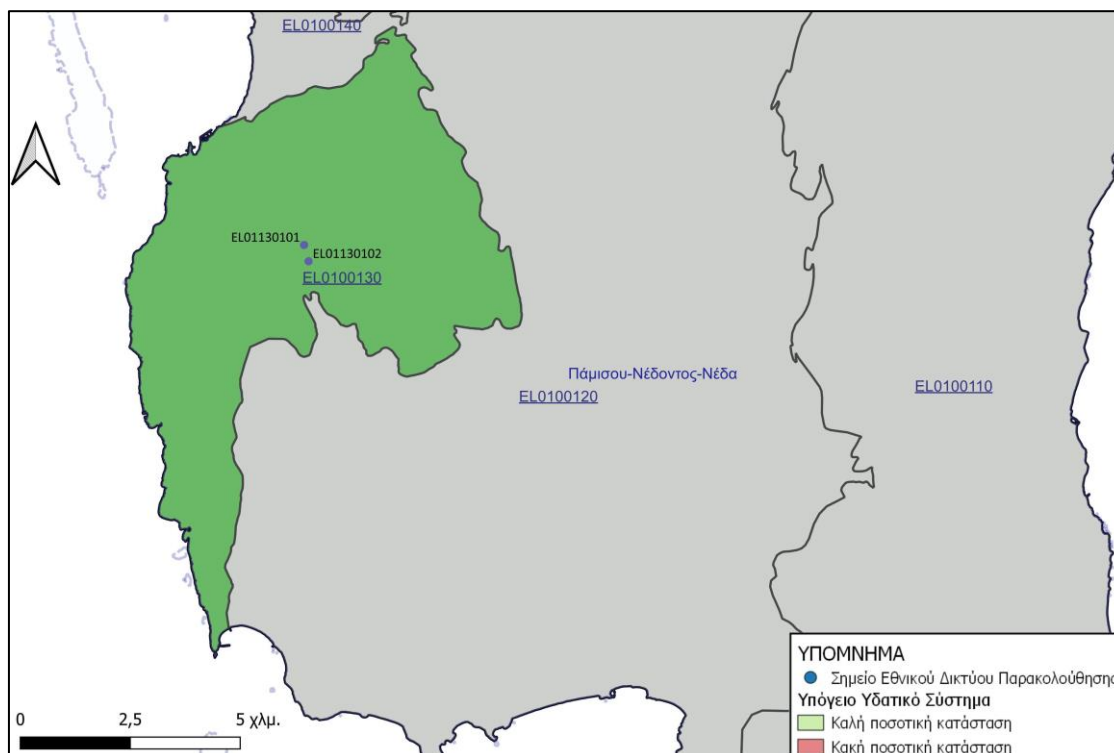 EL0100140
EL01130101
EL01130102
EL0100130
Πάμισου-Νέδοντος-Νέδα
EL0100120
EL0100110
ΥΠΟΜΝΗΜΑ
Σημείο Εθνικού Δικτύου Παρακολούθησης
Υπόγειο Υδατικό Σύστημα
Καλή ποσοτική κατάσταση
Κακή ποσοτική κατάσταση
0 2,5 5 χλμ.